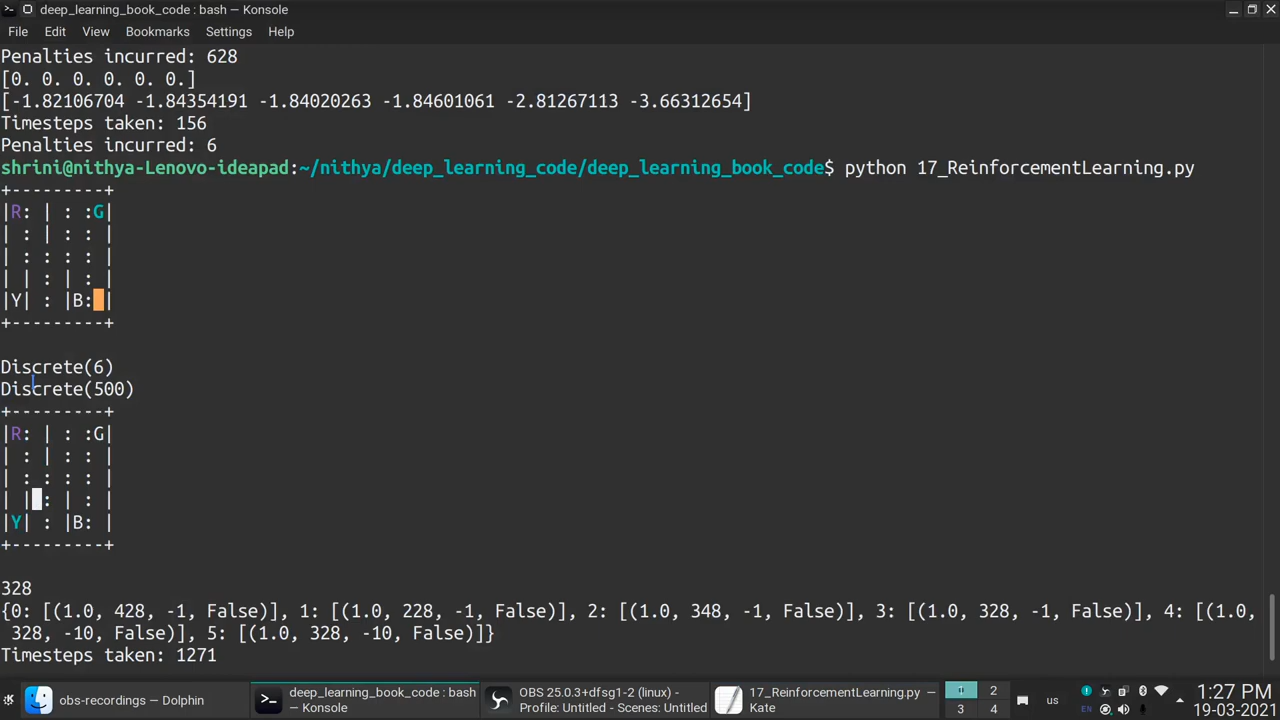 deep_learning_book_code : bash — Konsole
File Edit View Bookmarks Settings Help
Penalties incurred: 628
[0. 0. 0. 0. 0. 0.]
[-1.82106704 -1.84354191 -1.84020263 -1.84601061 -2.81267113 -3.66312654]
Timesteps taken: 156
Penalties incurred: 6
shrini@nithya-Lenovo-ideapad:~/nithya/deep_learning_code/deep_learning_book_code$ python 17_ReinforcementLearning.py
+---------+
|R: | : :G|
| : | : : |
| : : : : |
| | : | : |
|Y| : |B: |
+---------+
Discrete(6)
Discrete(500)
+---------+
|R: | : :G|
| : | : : |
| : : : : |
| | : | : |
|Y| : |B: |
+---------+
328
{0: [(1.0, 428, -1, False)], 1: [(1.0, 228, -1, False)], 2: [(1.0, 348, -1, False)], 3: [(1.0, 328, -1, False)], 4: [(1.0,
 328, -10, False)], 5: [(1.0, 328, -10, False)]}
Timesteps taken: 1271
obs-recordings — Dolphin
deep_learning_book_code : bash
— Konsole
OBS 25.0.3+dfsg1-2 (linux) -
Profile: Untitled - Scenes: Untitled
17_ReinforcementLearning.py —
Kate
2
3 4
EN
us
1:27 PM
19-03-2021